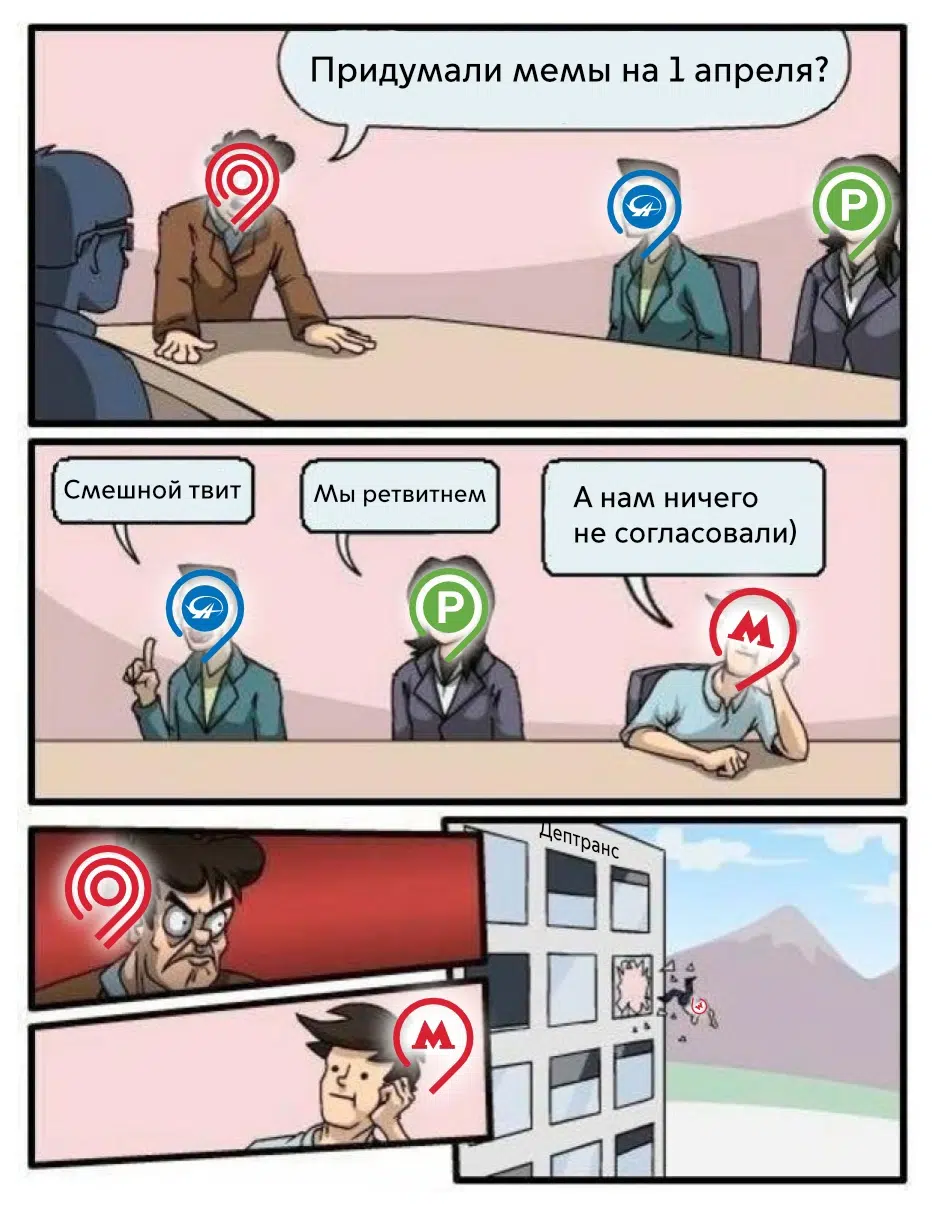 Придумали мемы на 1 апреля?
P
Смешной твит
Мы ретвитнем
А нам ничего
не согласовали)
P
М
Дептранс
М